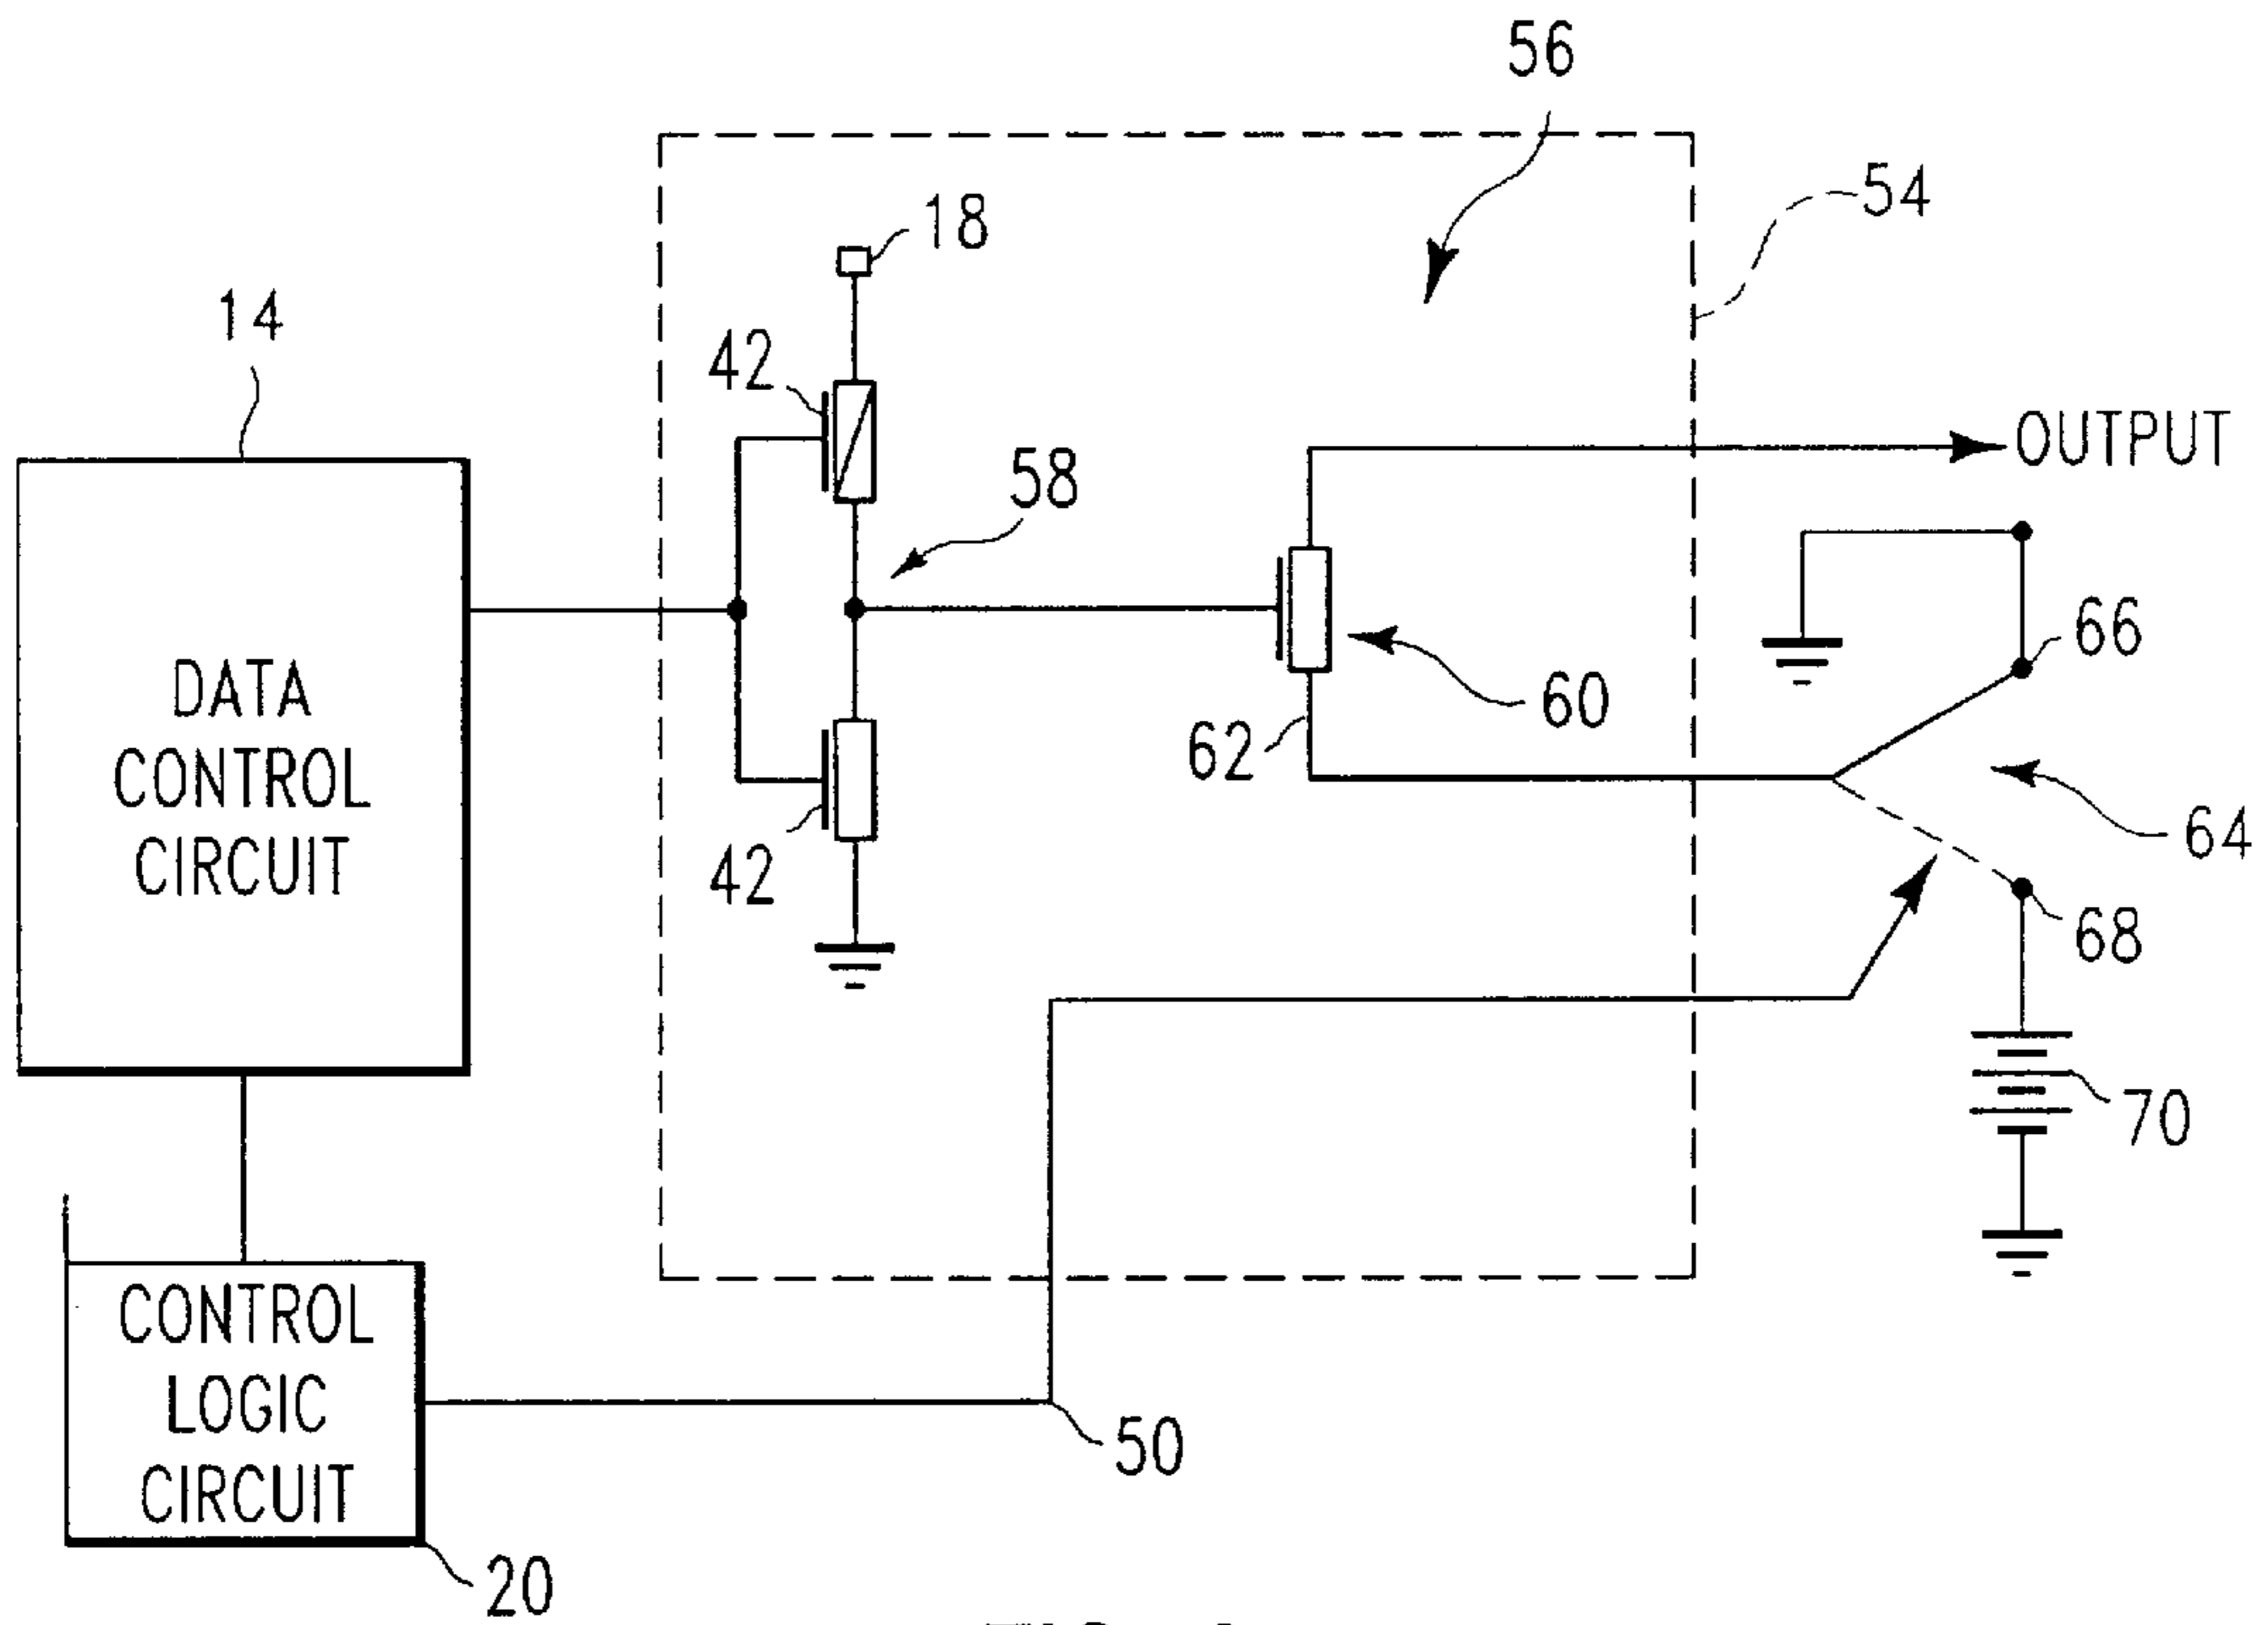 56
54
18
14
42
58
OUTPUT
66
DATA
CONTROL
CIRCUIT
60
62
64
42
68
70
CONTROL
LOGIC
CIRCUIT
50
20